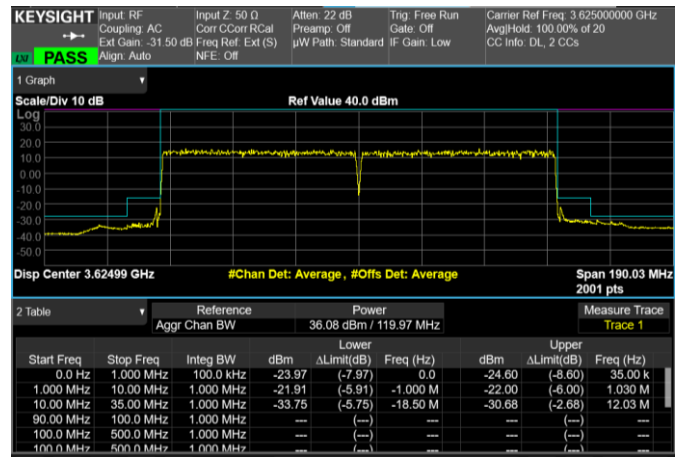 KEYSIGHT Input: RF Input Z: 50 Ω Atten: 22 dB Trig: Free Run Carrier Ref Freq: 3.625000000 GHz
Coupling: AC Corr CCorr RCal Preamp: Off Gate: Off Avg|Hold: 100.00% of 20
Ext Gain: -31.50 dB Freq Ref: Ext (S) µW Path: Standard IF Gain: Low CC Info: DL, 2 CCs
LXI PASS Align: Auto NFE: Off
1 Graph
Scale/Div 10 dB Ref Value 40.0 dBm
Log
30.0
20.0
10.0
0.00
-10.0
-20.0
-30.0
-40.0
-50.0
Disp Center 3.62499 GHz #Chan Det: Average, #Offs Det: Average Span 190.03 MHz
2001 pts
2 Table Reference Power Measure Trace
Aggr Chan BW 36.08 dBm / 119.97 MHz Trace 1
Lower Upper
Start Freq Stop Freq Integ BW dBm ΔLimit(dB) Freq (Hz) dBm ΔLimit(dB) Freq (Hz)
0.0 Hz 1.000 MHz 100.0 kHz -23.97 (-7.97) 0.0 -24.60 (-8.60) 35.00 k
1.000 MHz 10.00 MHz 1.000 MHz -21.91 (-5.91) -1.000 M -22.00 (-6.00) 1.030 M
10.00 MHz 35.00 MHz 1.000 MHz -33.75 (-5.75) -18.50 M -30.68 (-2.68) 12.03 M
90.00 MHz 100.0 MHz 1.000 MHz --- (---) --- --- (---) ---
100.0 MHz 500.0 MHz 1.000 MHz --- (---) --- --- (---) ---
100.0 MHz 500.0 MHz 1.000 MHz --- (---) --- --- (---) ---